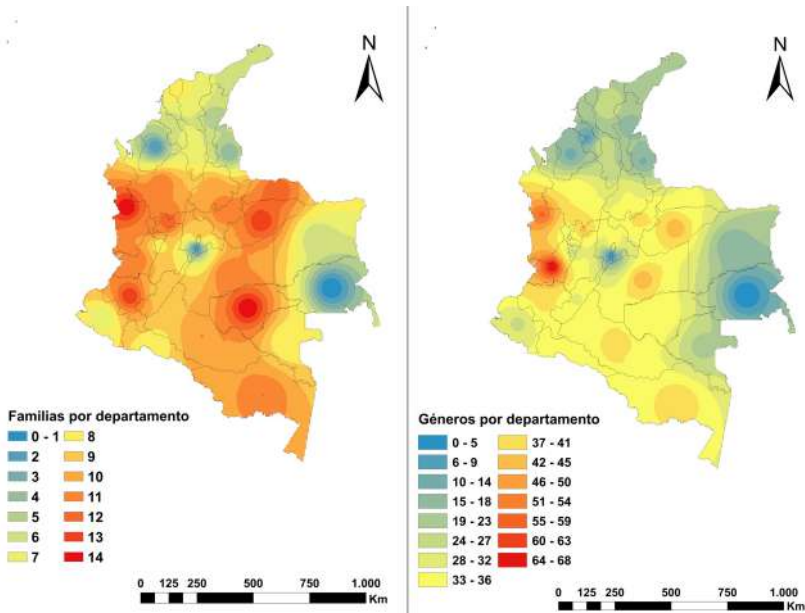 N
Familias por departamento
0 - 1
2
3
4
5
6
7
8
9
10
11
12
13
14
0 125 250 500 750 1.000
Km
N
Géneros por departamento
0 - 5
6 - 9
10 - 14
15 - 18
19 - 23
24 - 27
28 - 32
33 - 36
37 - 41
42 - 45
46 - 50
51 - 54
55 - 59
60 - 63
64 - 68
0 125 250 500 750 1.000
Km